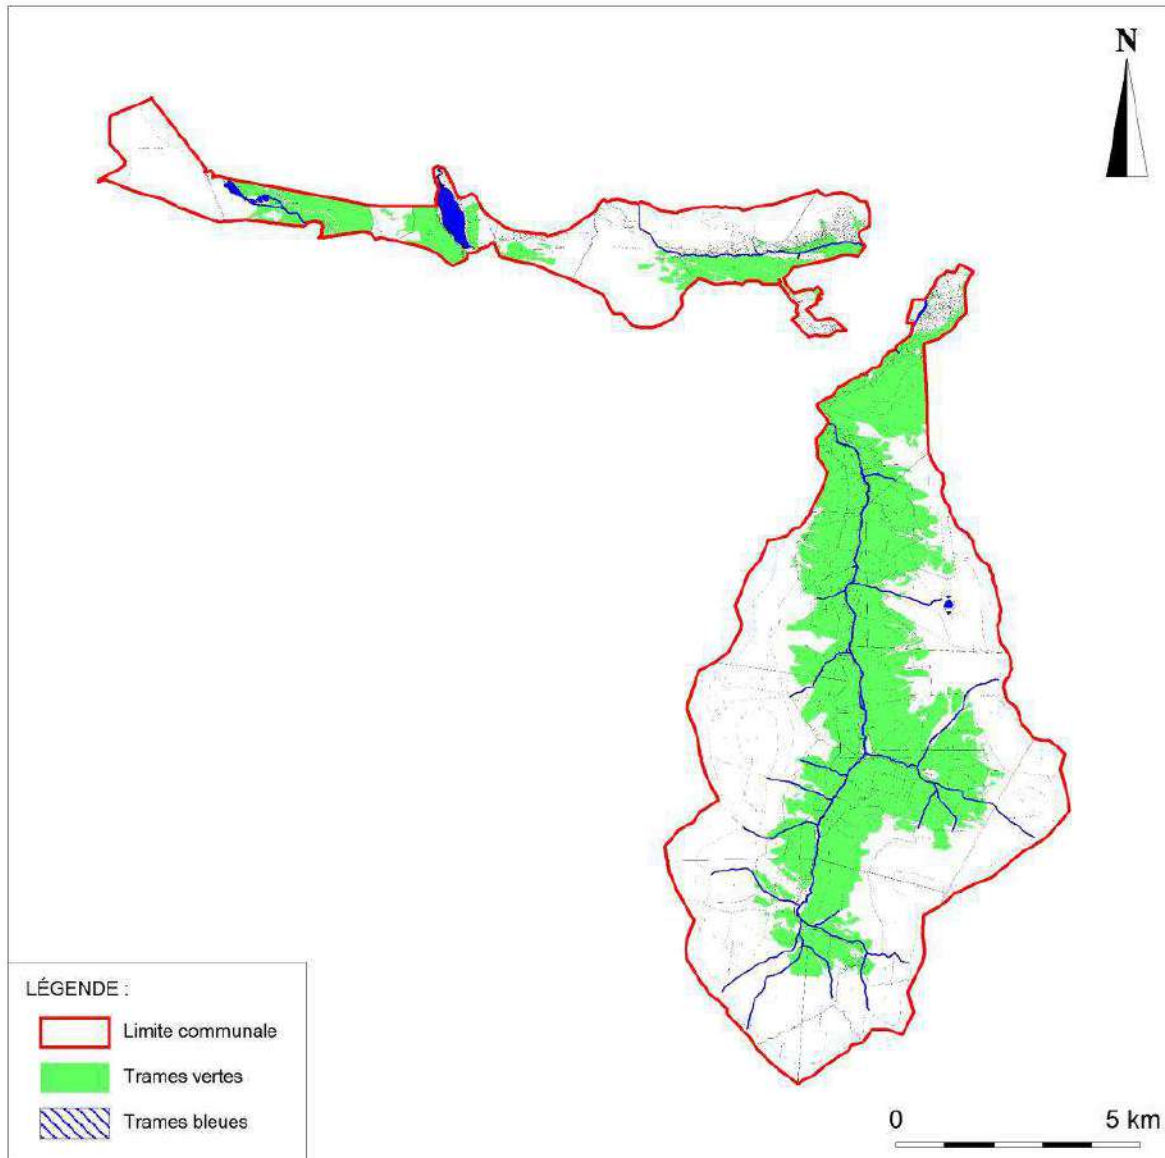 N
LÉGENDE :
Limite communale
Trames vertes
Trames bleues
0 5 km